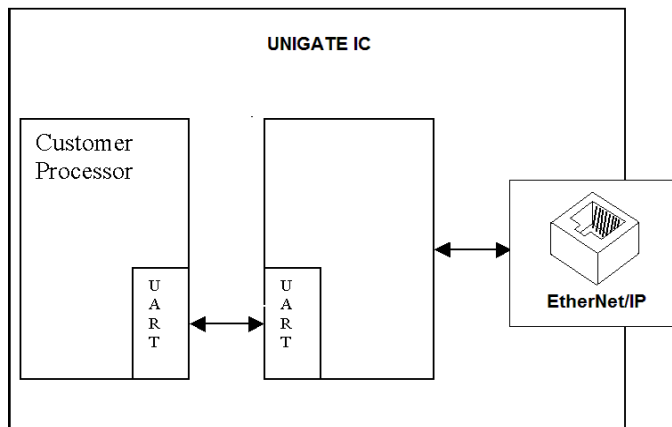 UNIGATE IC
Customer
Processor
U
A
R
T
U
A
R
T
EtherNet/IP